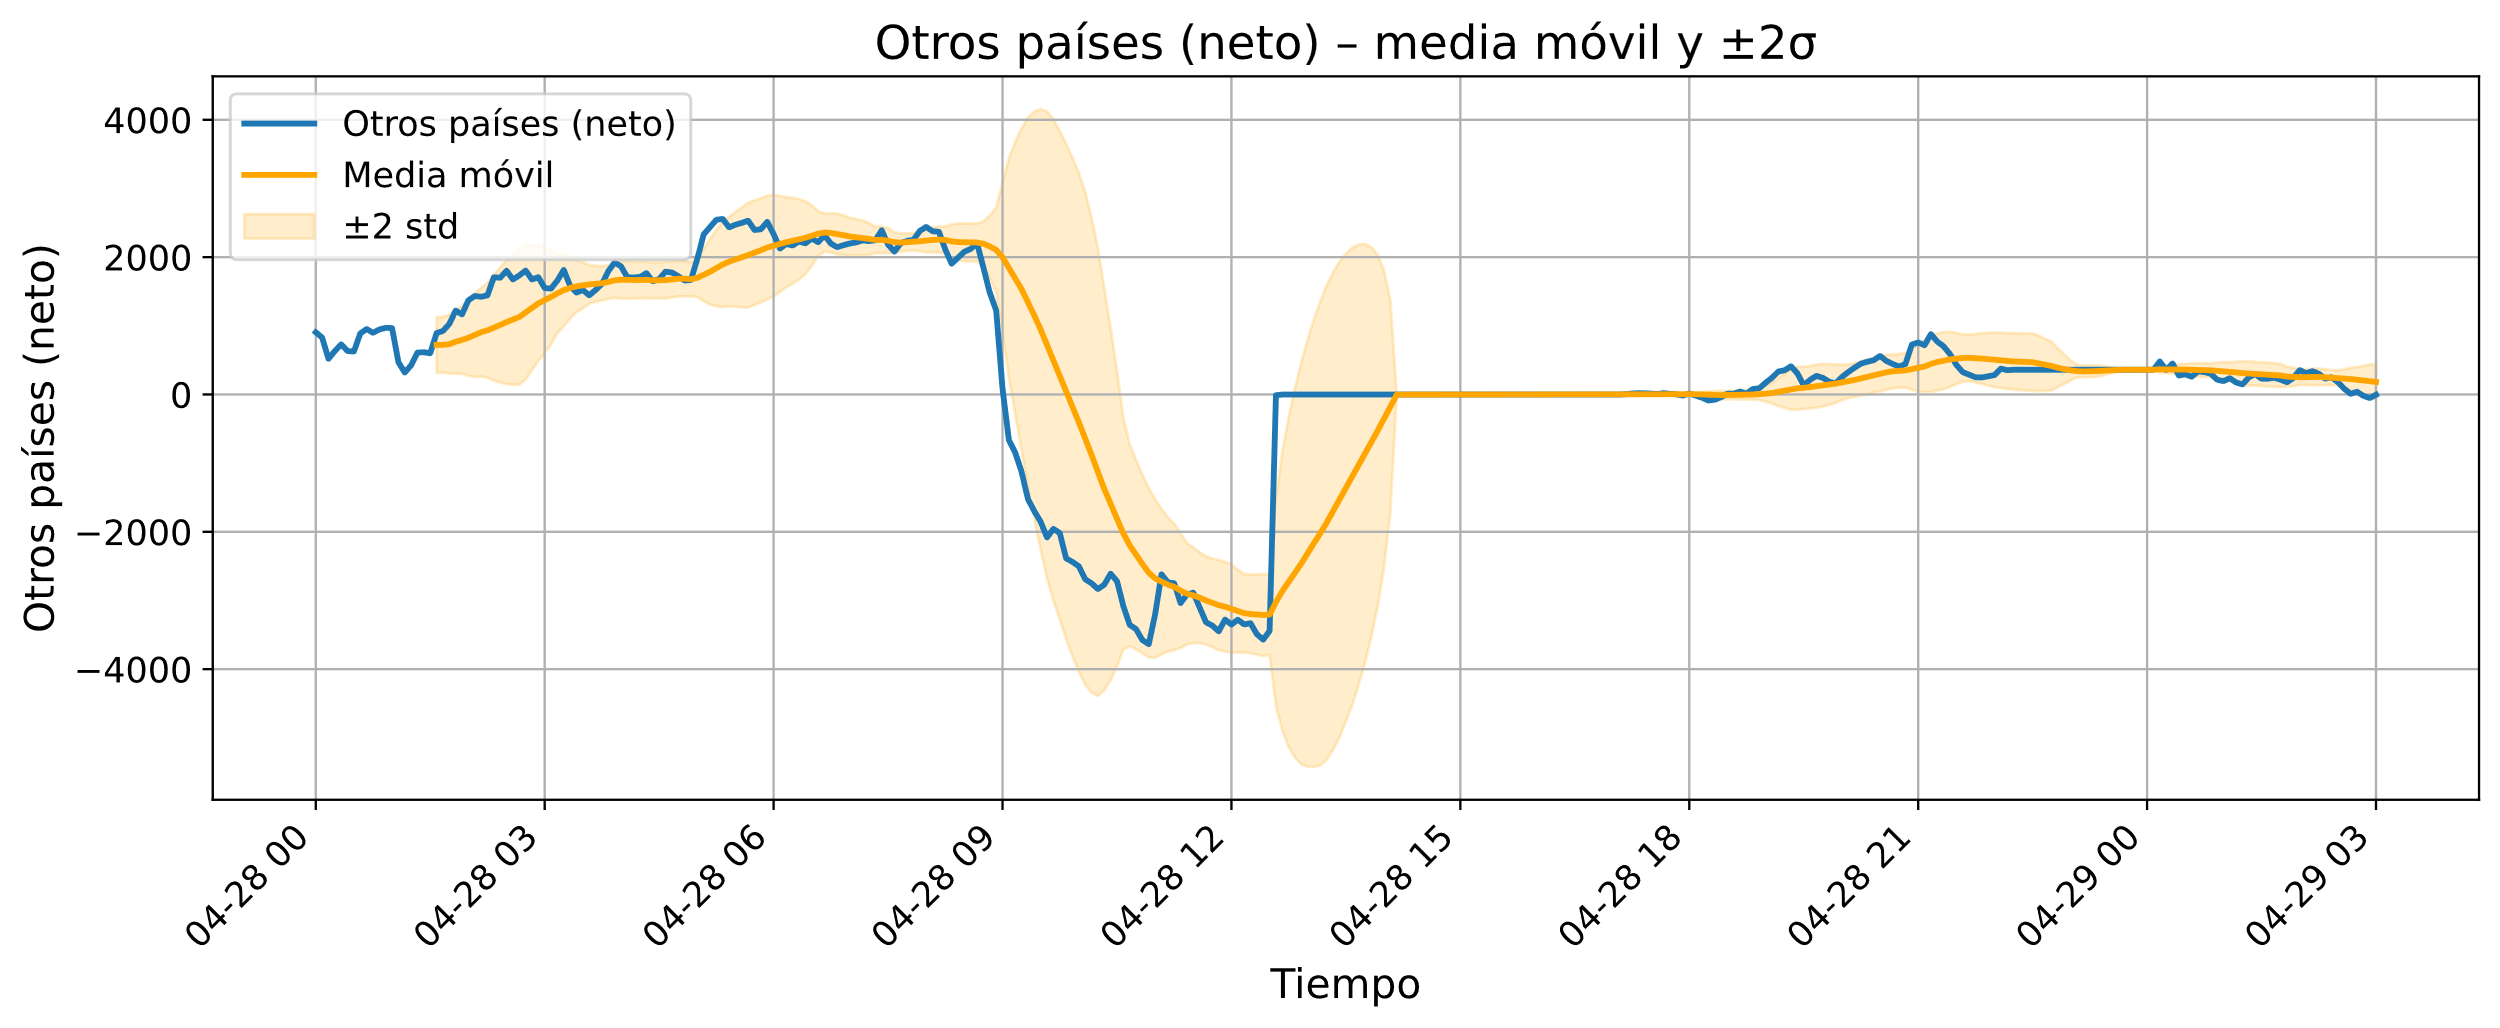 Otros países (neto) – media móvil y ±2σ
Otros países (neto)
Media móvil
±2 std
Otros países (neto)
4000
2000
0
−2000
−4000
04-28 00
04-28 03
04-28 06
04-28 09
04-28 12
04-28 15
04-28 18
04-28 21
04-29 00
04-29 03
Tiempo